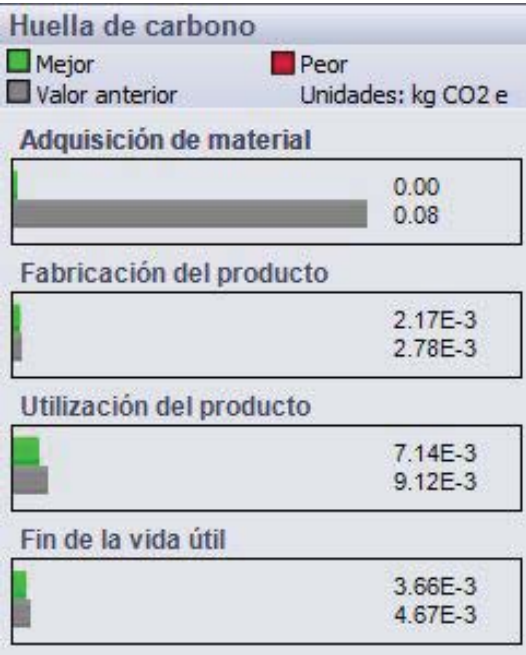 Huella de carbono
Mejor Peor
Valor anterior Unidades: kg CO2 e
Adquisición de material
0.00
0.08
Fabricación del producto
2.17E-3
2.78E-3
Utilización del producto
7.14E-3
9.12E-3
Fin de la vida útil
3.66E-3
4.67E-3